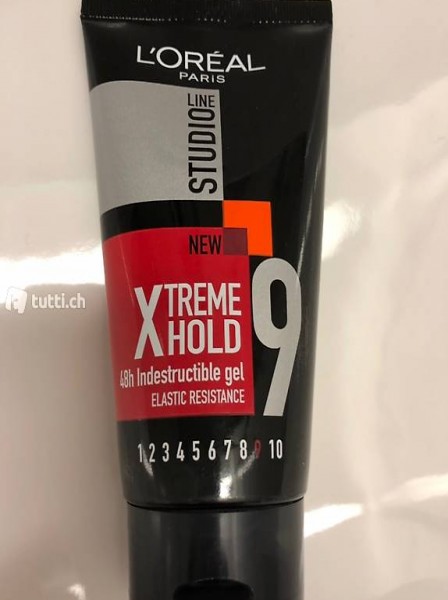 L'ORÉAL
PARIS
STUDIO LINE
NEW
XTREME
HOLD
9
48h Indestructible gel
ELASTIC RESISTANCE
1 2 3 4 5 6 7 8 9 10
tutti.ch